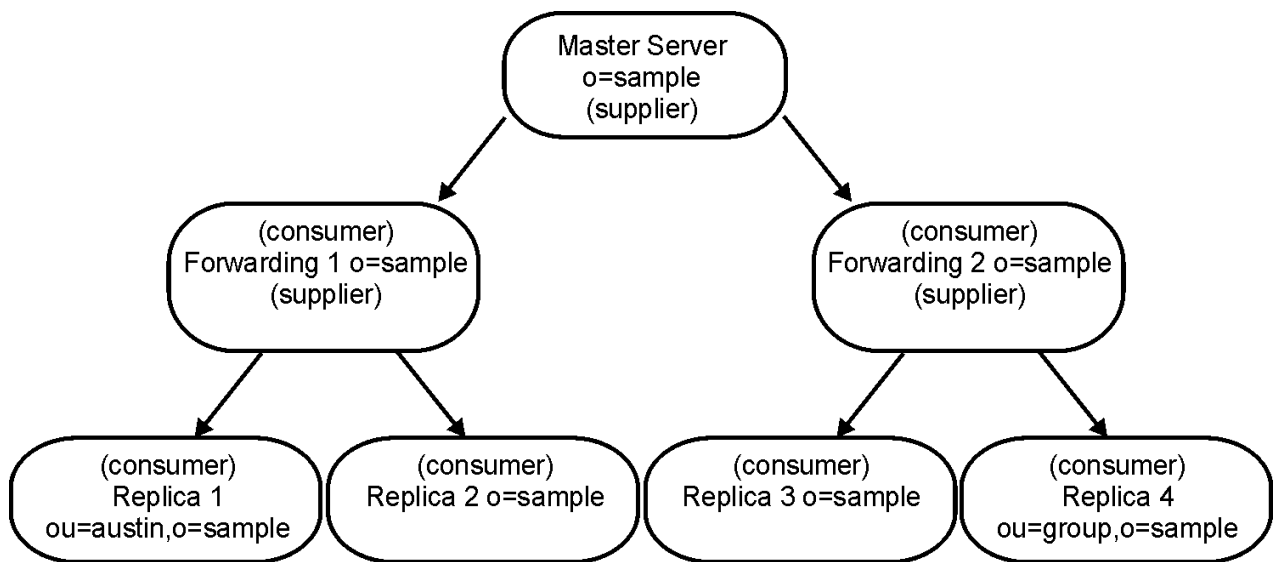 Master Server
o=sample
(supplier)
(consumer)
Forwarding 1 o=sample
(supplier)
(consumer)
Forwarding 2 o=sample
(supplier)
(consumer)
Replica 1
ou=austin,o=sample
(consumer)
Replica 2 o=sample
(consumer)
Replica 3 o=sample
(consumer)
Replica 4
ou=group,o=sample